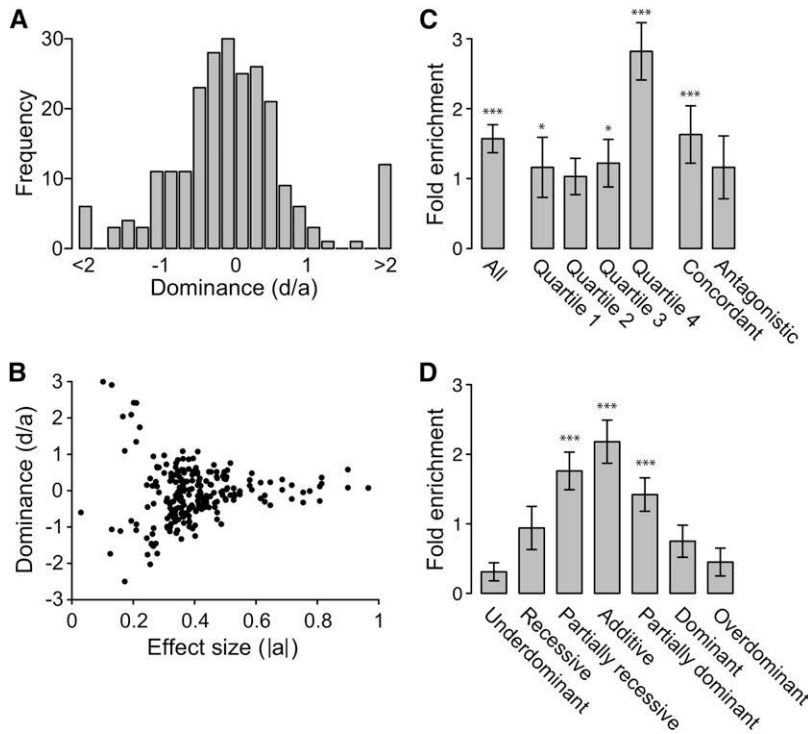 A
30
20
10
0
Frequency
<2
-1
0
1
>2
Dominance (d/a)
B
3
2
1
0
-1
-2
-3
Dominance (d/a)
0
0.2
0.4
0.6
0.8
1
Effect size (|a|)
C
3
2
1
0
Fold enrichment
***
*
*
***
***
All
Quartile 1
Quartile 2
Quartile 3
Quartile 4
Concordant
Antagonistic
D
3
2
1
0
Fold enrichment
***
***
***
Underdominant
Recessive
Partially recessive
Additive
Partially dominant
Dominant
Overdominant